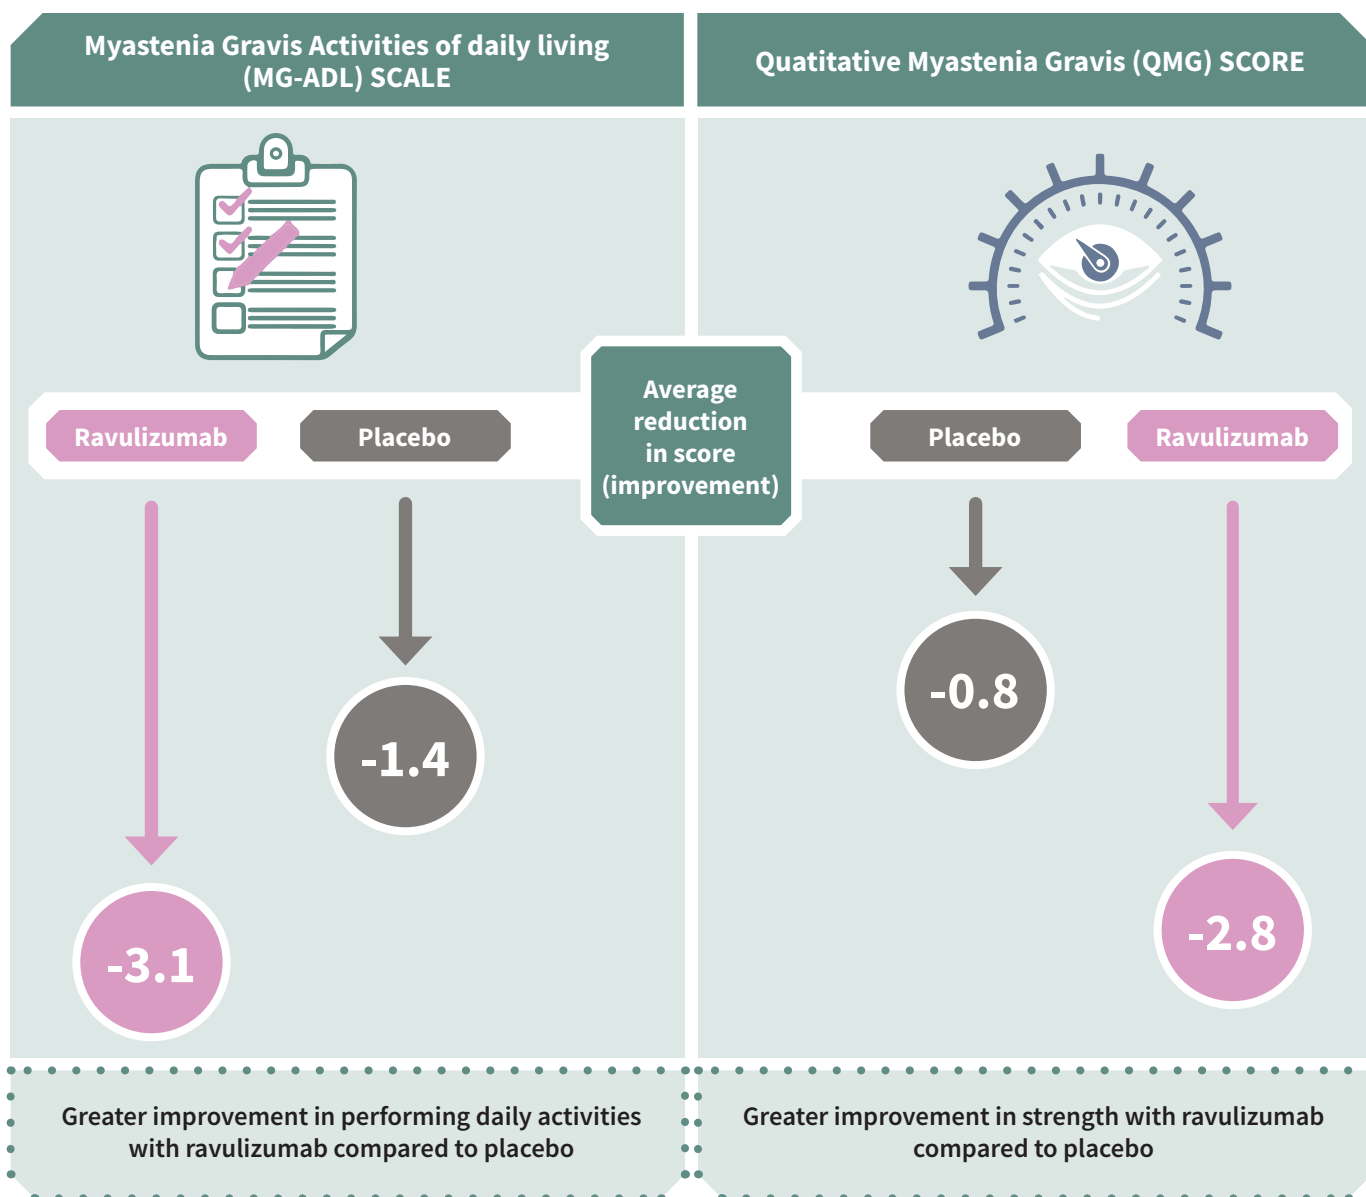 Myastenia Gravis Activities of daily living
(MG-ADL) SCALE
Quatitative Myastenia Gravis (QMG) SCORE
Average
reduction
in score
(improvement)
Ravulizumab
Placebo
Placebo
Ravulizumab
-3.1
-1.4
-0.8
-2.8
Greater improvement in performing daily activities
with ravulizumab compared to placebo
Greater improvement in strength with ravulizumab
compared to placebo